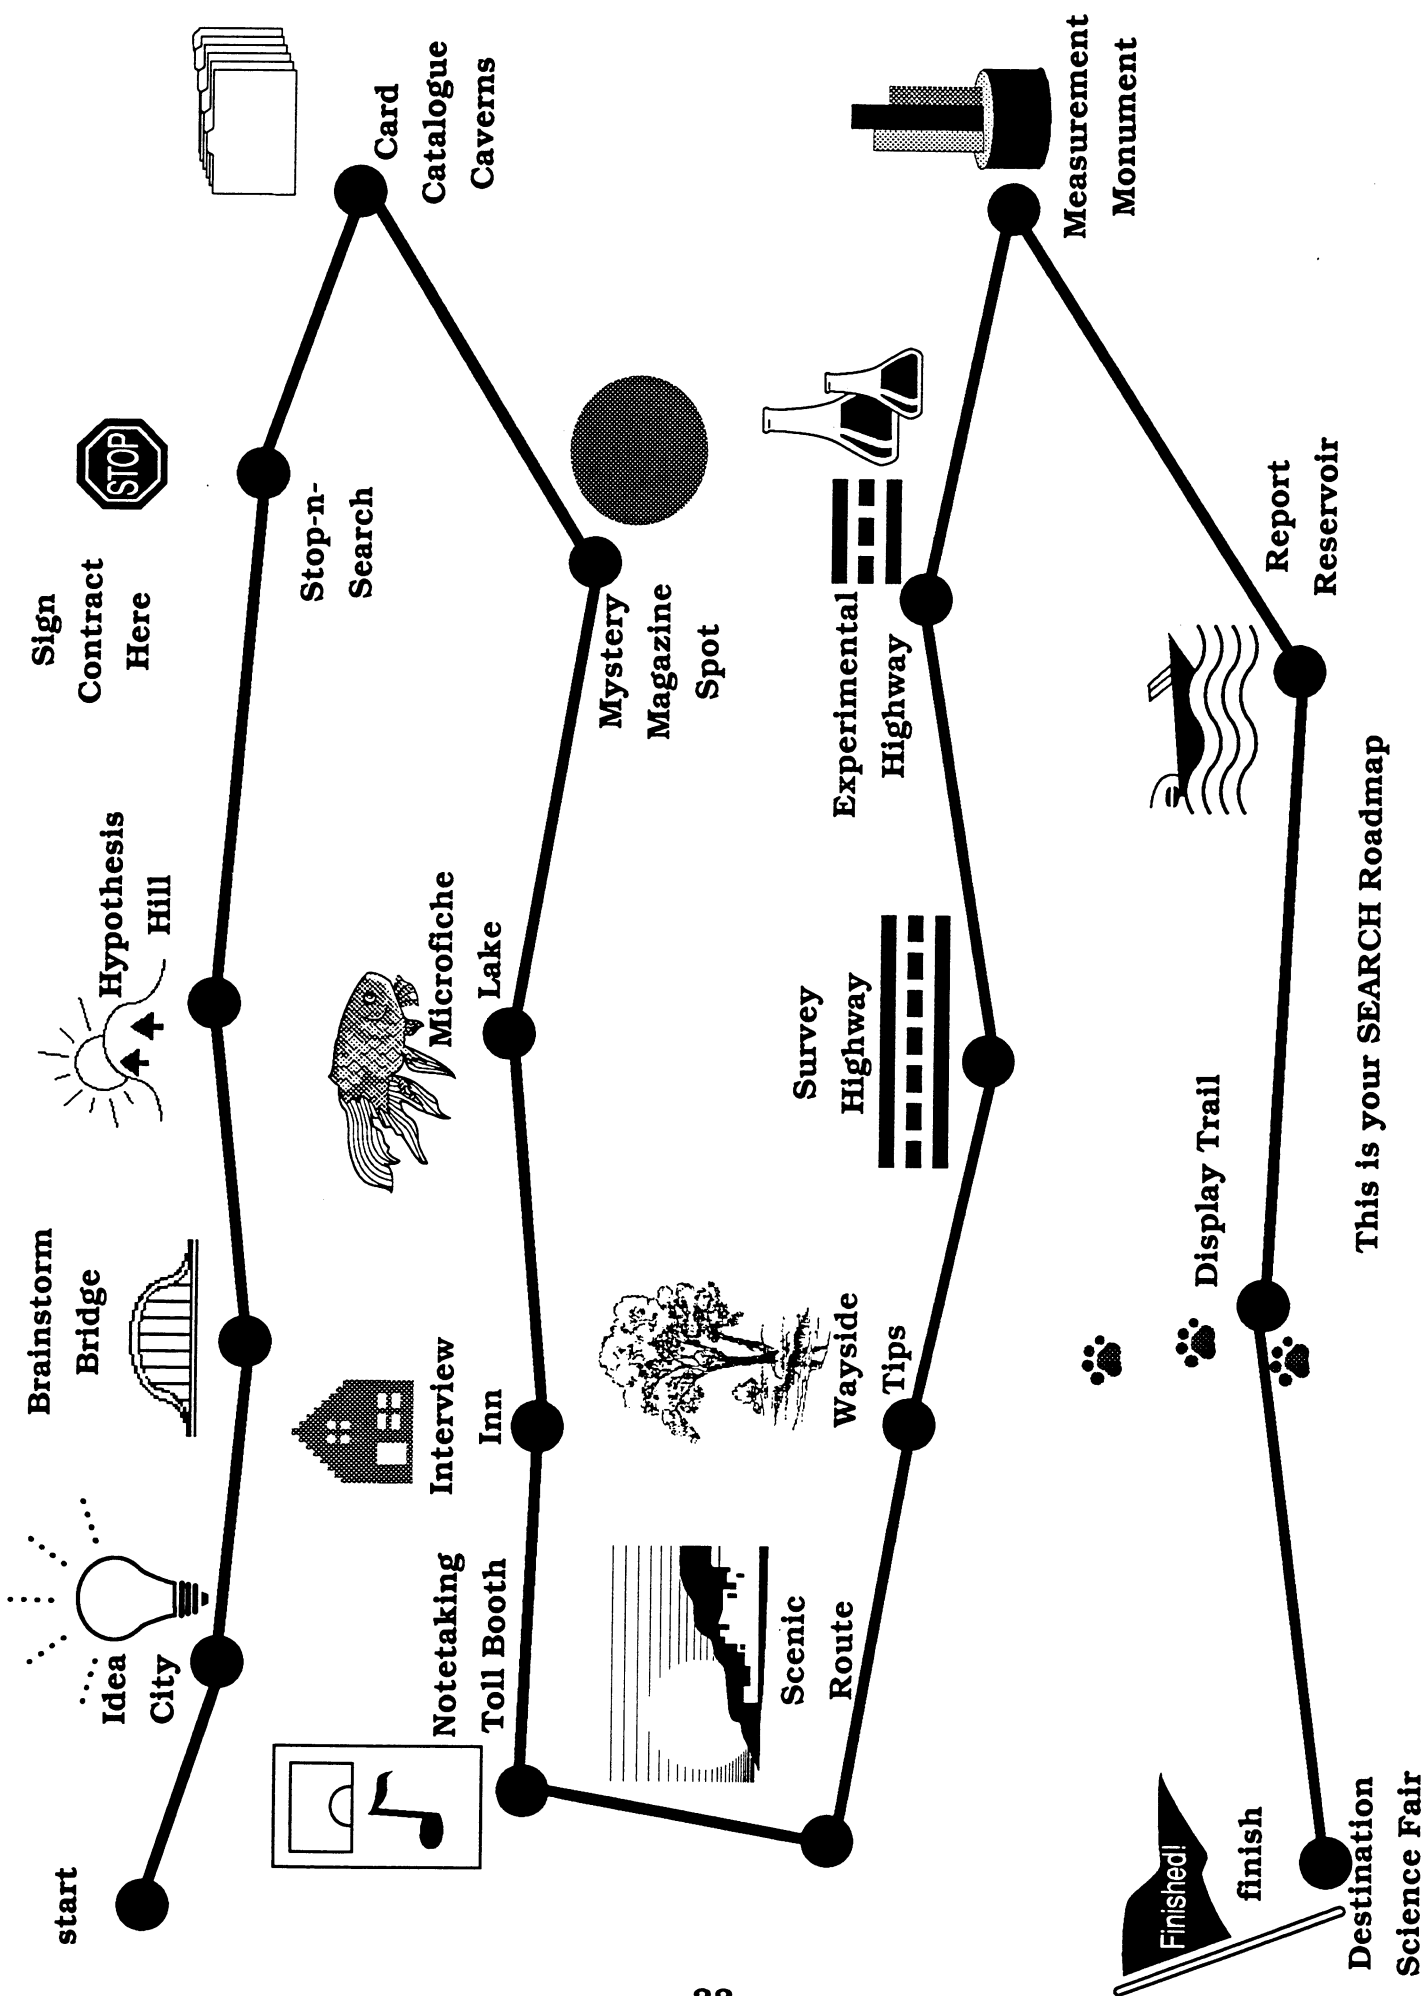 start
Idea
City
Brainstorm
Bridge
Hypothesis
Hill
Sign
Contract
Here
STOP
Stop-n-
Search
Card
Catalogue
Caverns
Mystery
Magazine
Spot
Microfiche
Lake
Interview
Inn
Notetaking
Toll Booth
Scenic
Route
Wayside
Tips
Survey
Highway
Experimental
Highway
Measurement
Monument
Report
Reservoir
Display Trail
Finished!
finish
Destination
Science Fair
This is your SEARCH Roadmap